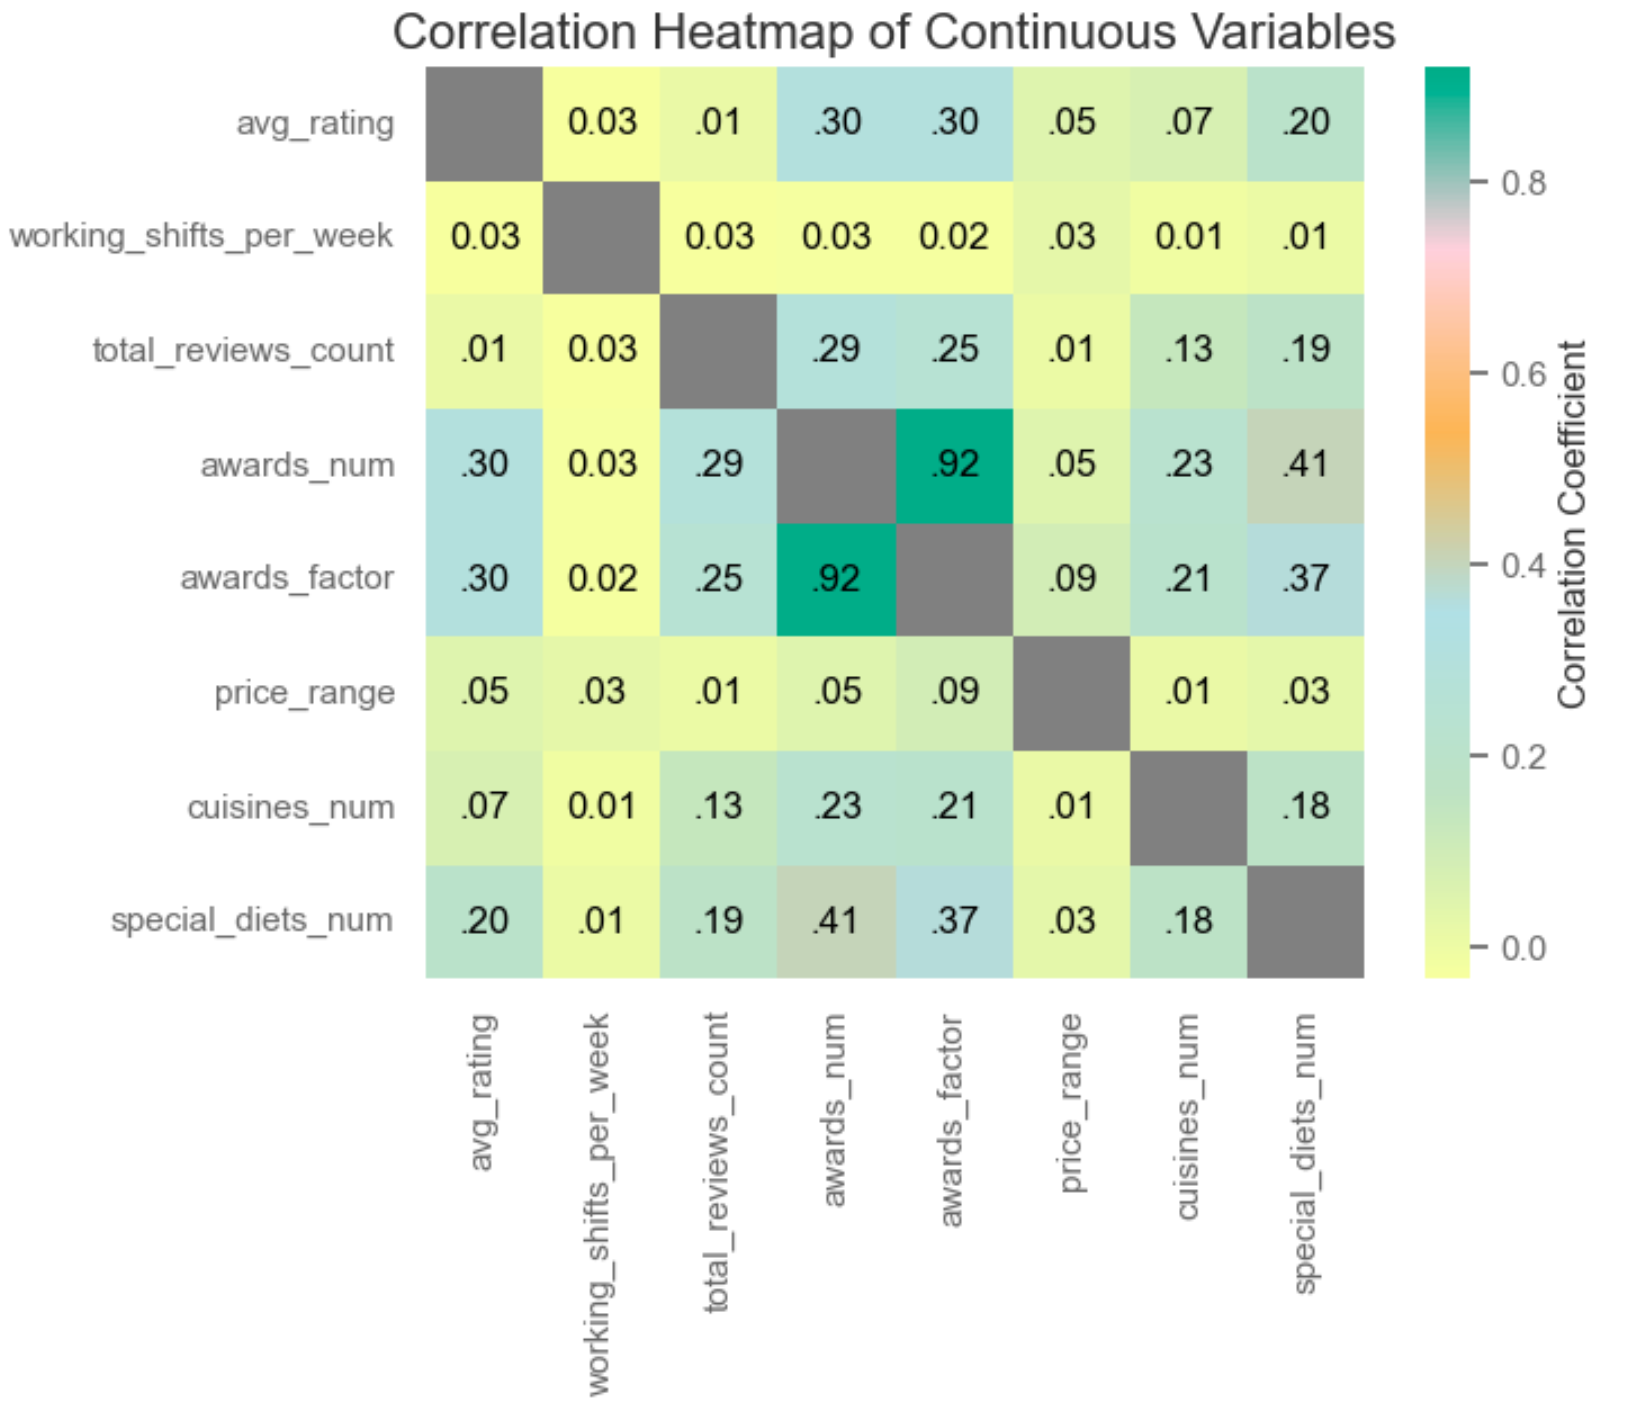 Correlation Heatmap of Continuous Variables
avg_rating 0.03 .01 .30 .30 .05 .07 .20
working_shifts_per_week 0.03 0.03 0.03 0.02 .03 0.01 .01
total_reviews_count .01 0.03 .29 .25 .01 .13 .19
awards_num .30 0.03 .29 .92 .05 .23 .41
awards_factor .30 0.02 .25 .92 .09 .21 .37
price_range .05 .03 .01 .05 .09 .01 .03
cuisines_num .07 0.01 .13 .23 .21 .01 .18
special_diets_num .20 .01 .19 .41 .37 .03 .18
avg_rating
working_shifts_per_week
total_reviews_count
awards_num
awards_factor
price_range
cuisines_num
special_diets_num
0.8
0.6
0.4
0.2
0.0
Correlation Coefficient